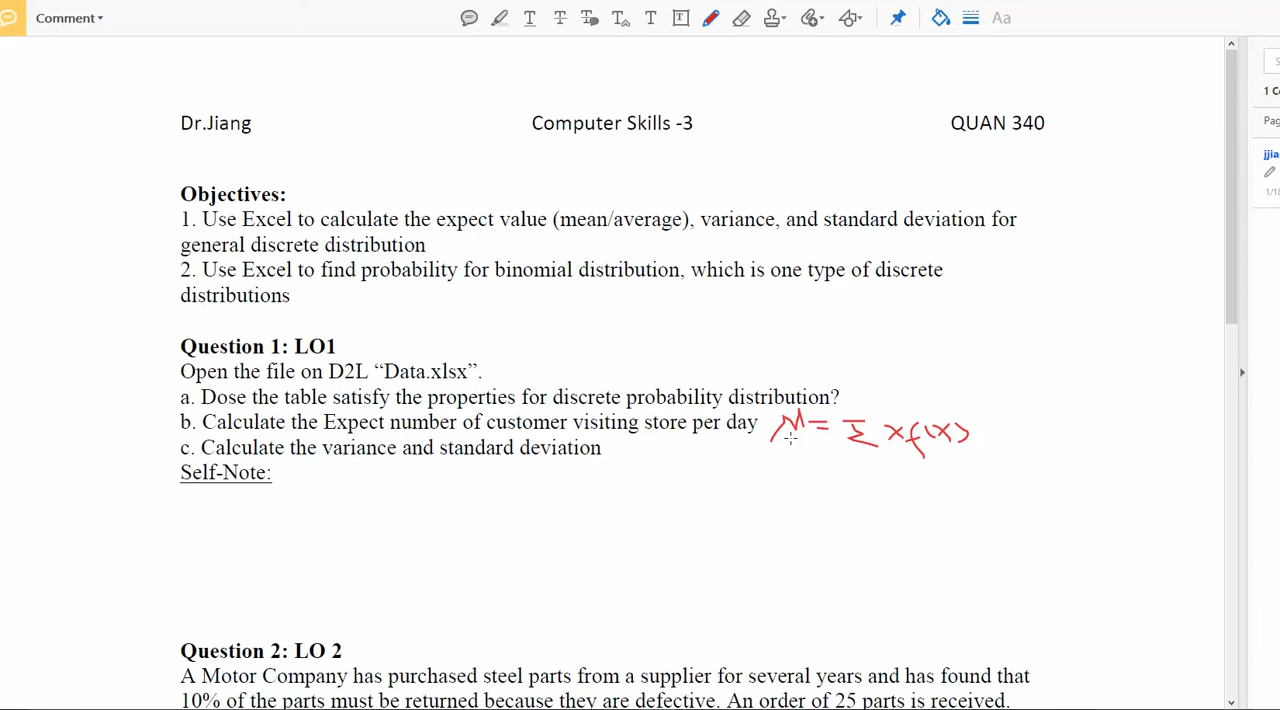 Comment
Aa
Dr.Jiang Computer Skills -3 QUAN 340
Objectives:
1. Use Excel to calculate the expect value (mean/average), variance, and standard deviation for
general discrete distribution
2. Use Excel to find probability for binomial distribution, which is one type of discrete
distributions
Question 1: LO1
Open the file on D2L “Data.xlsx”.
a. Dose the table satisfy the properties for discrete probability distribution?
b. Calculate the Expect number of customer visiting store per day μ = Σ x f(x)
c. Calculate the variance and standard deviation
Self-Note:
Question 2: LO 2
A Motor Company has purchased steel parts from a supplier for several years and has found that
10% of the parts must be returned because they are defective. An order of 25 parts is received.
jjia